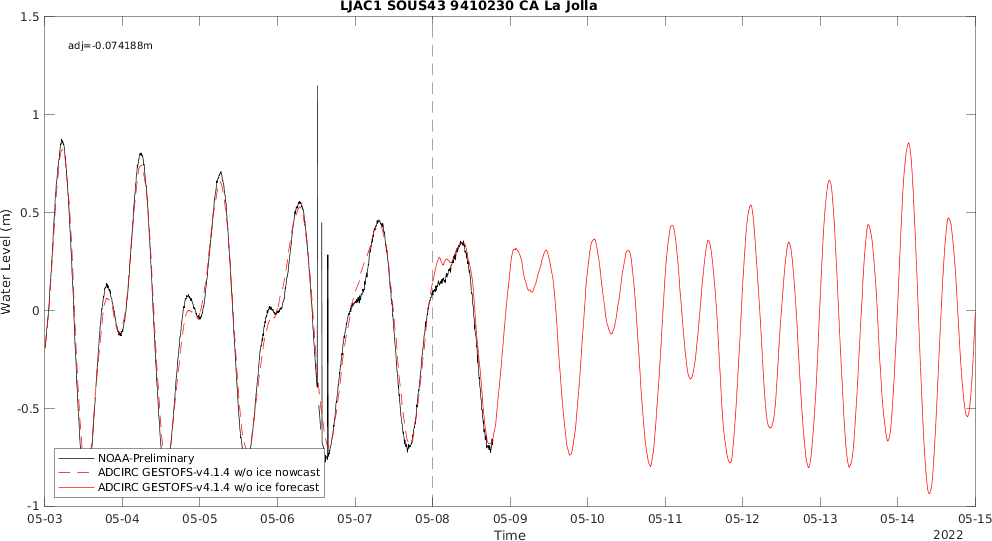 LJAC1 SOUS43 9410230 CA La Jolla
adj=-0.074188m
1.5
1
0.5
0
-0.5
-1
Water Level (m)
NOAA-Preliminary
ADCIRC GESTOFS-v4.1.4 w/o ice nowcast
ADCIRC GESTOFS-v4.1.4 w/o ice forecast
05-03 05-04 05-05 05-06 05-07 05-08 05-09 05-10 05-11 05-12 05-13 05-14 05-15
Time
2022